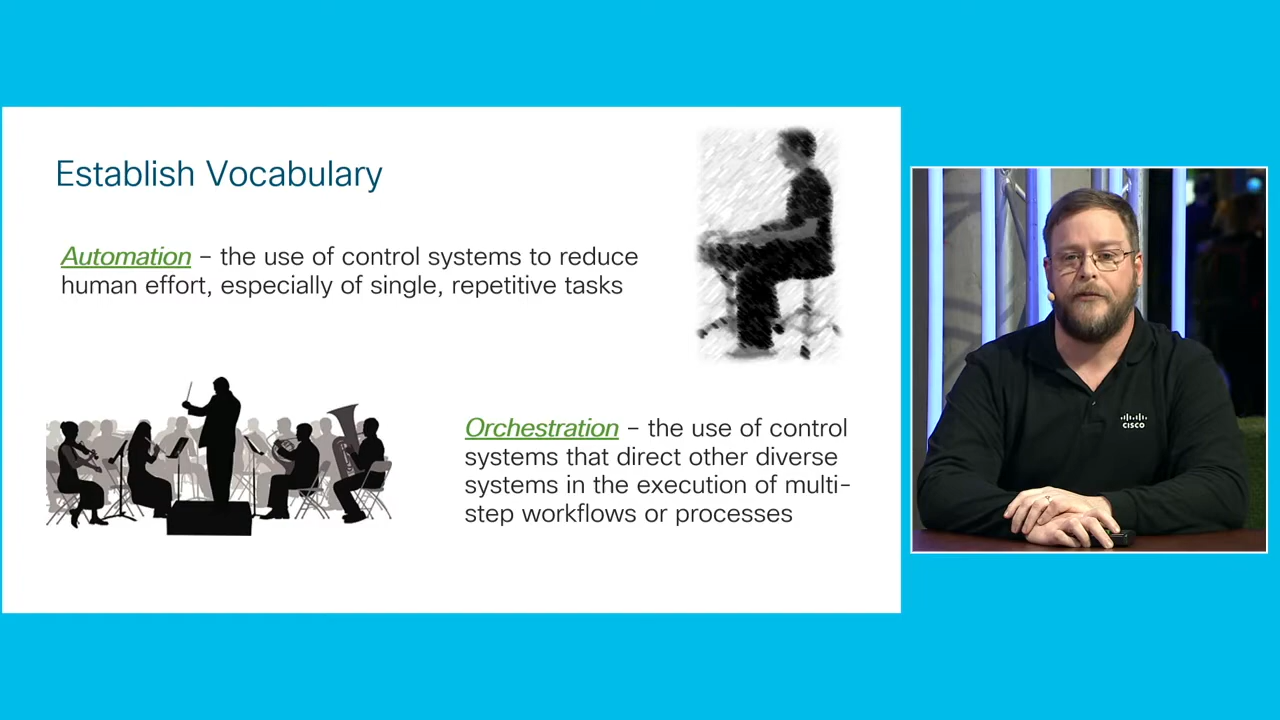 Establish Vocabulary
Automation – the use of control systems to reduce
human effort, especially of single, repetitive tasks
Orchestration – the use of control
systems that direct other diverse
systems in the execution of multi-
step workflows or processes
CISCO